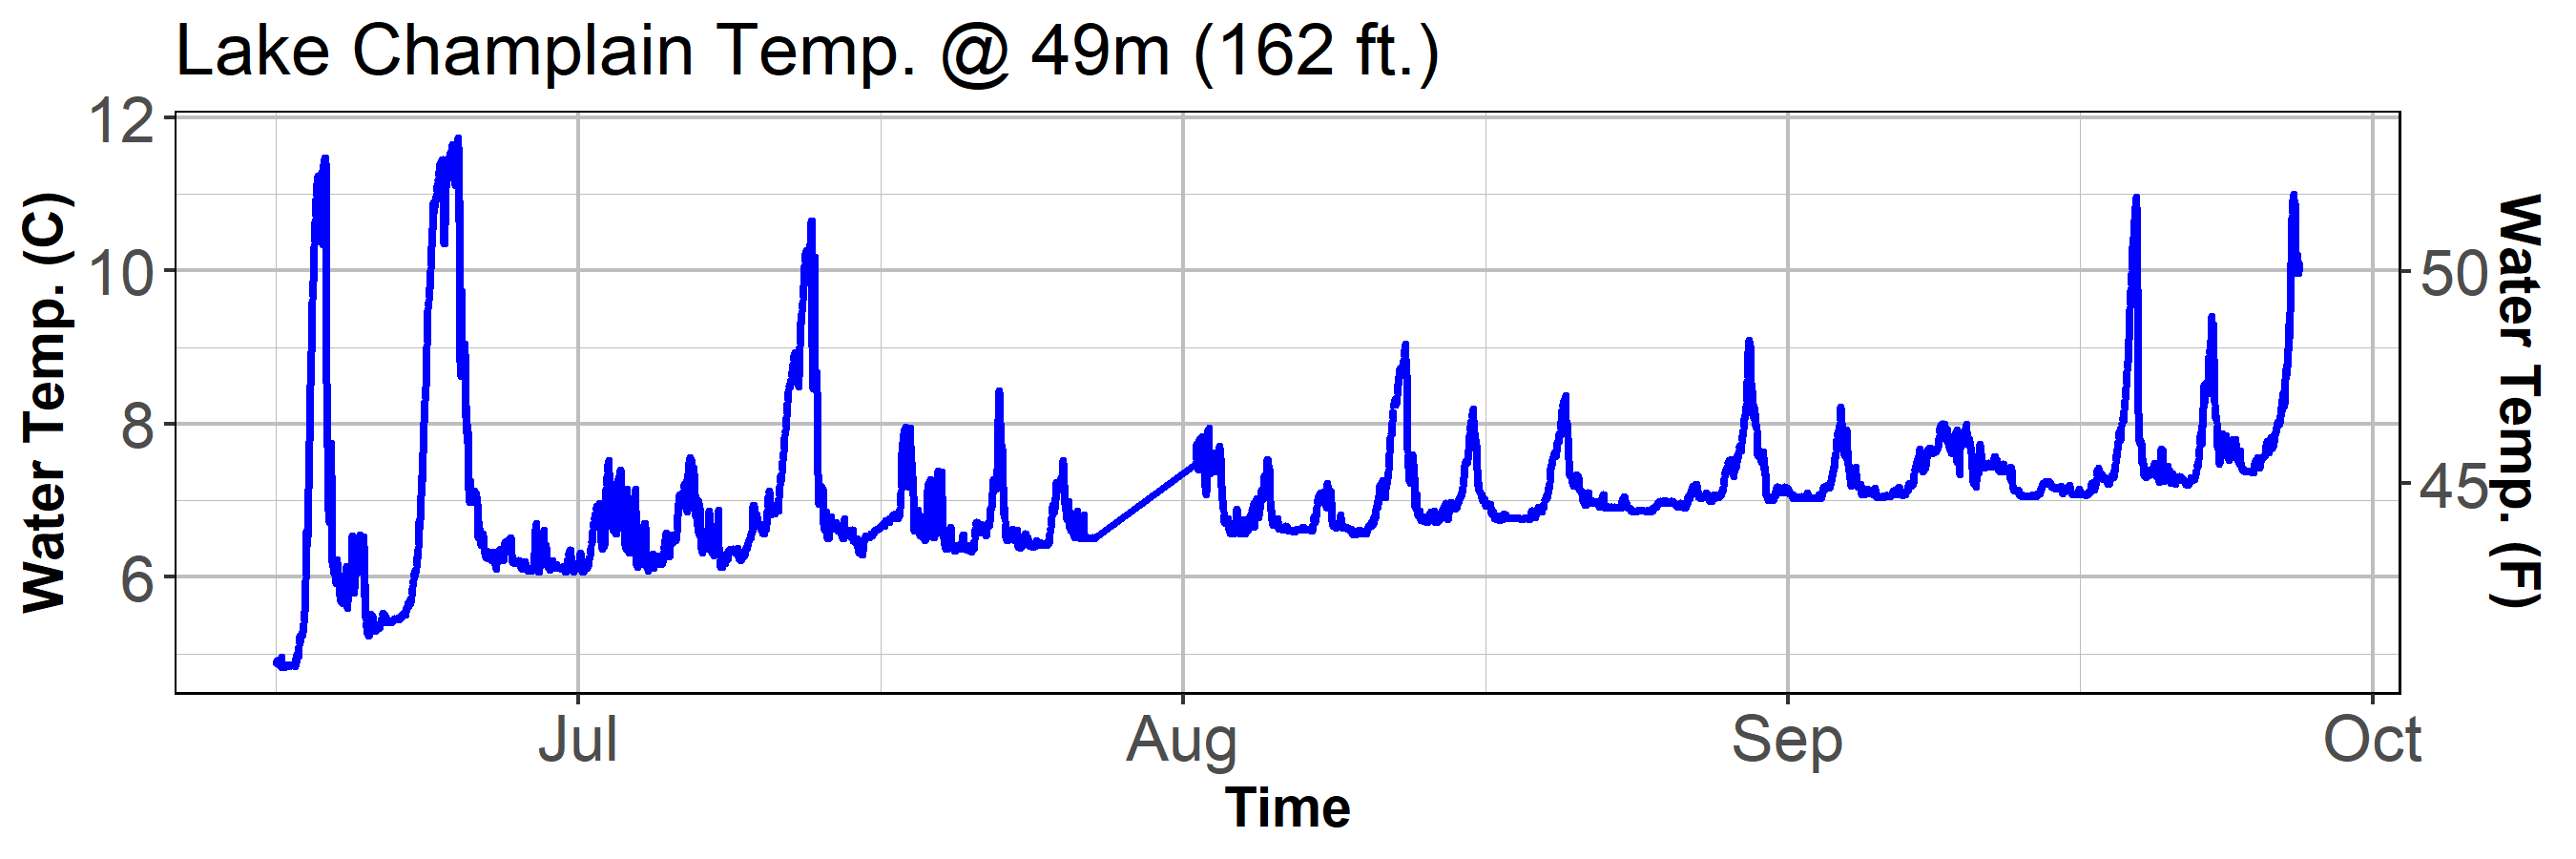 Lake Champlain Temp. @ 49m (162 ft.)
Water Temp. (C)
12
10
8
6
50
45
Water Temp. (F)
Jul Aug Sep Oct
Time